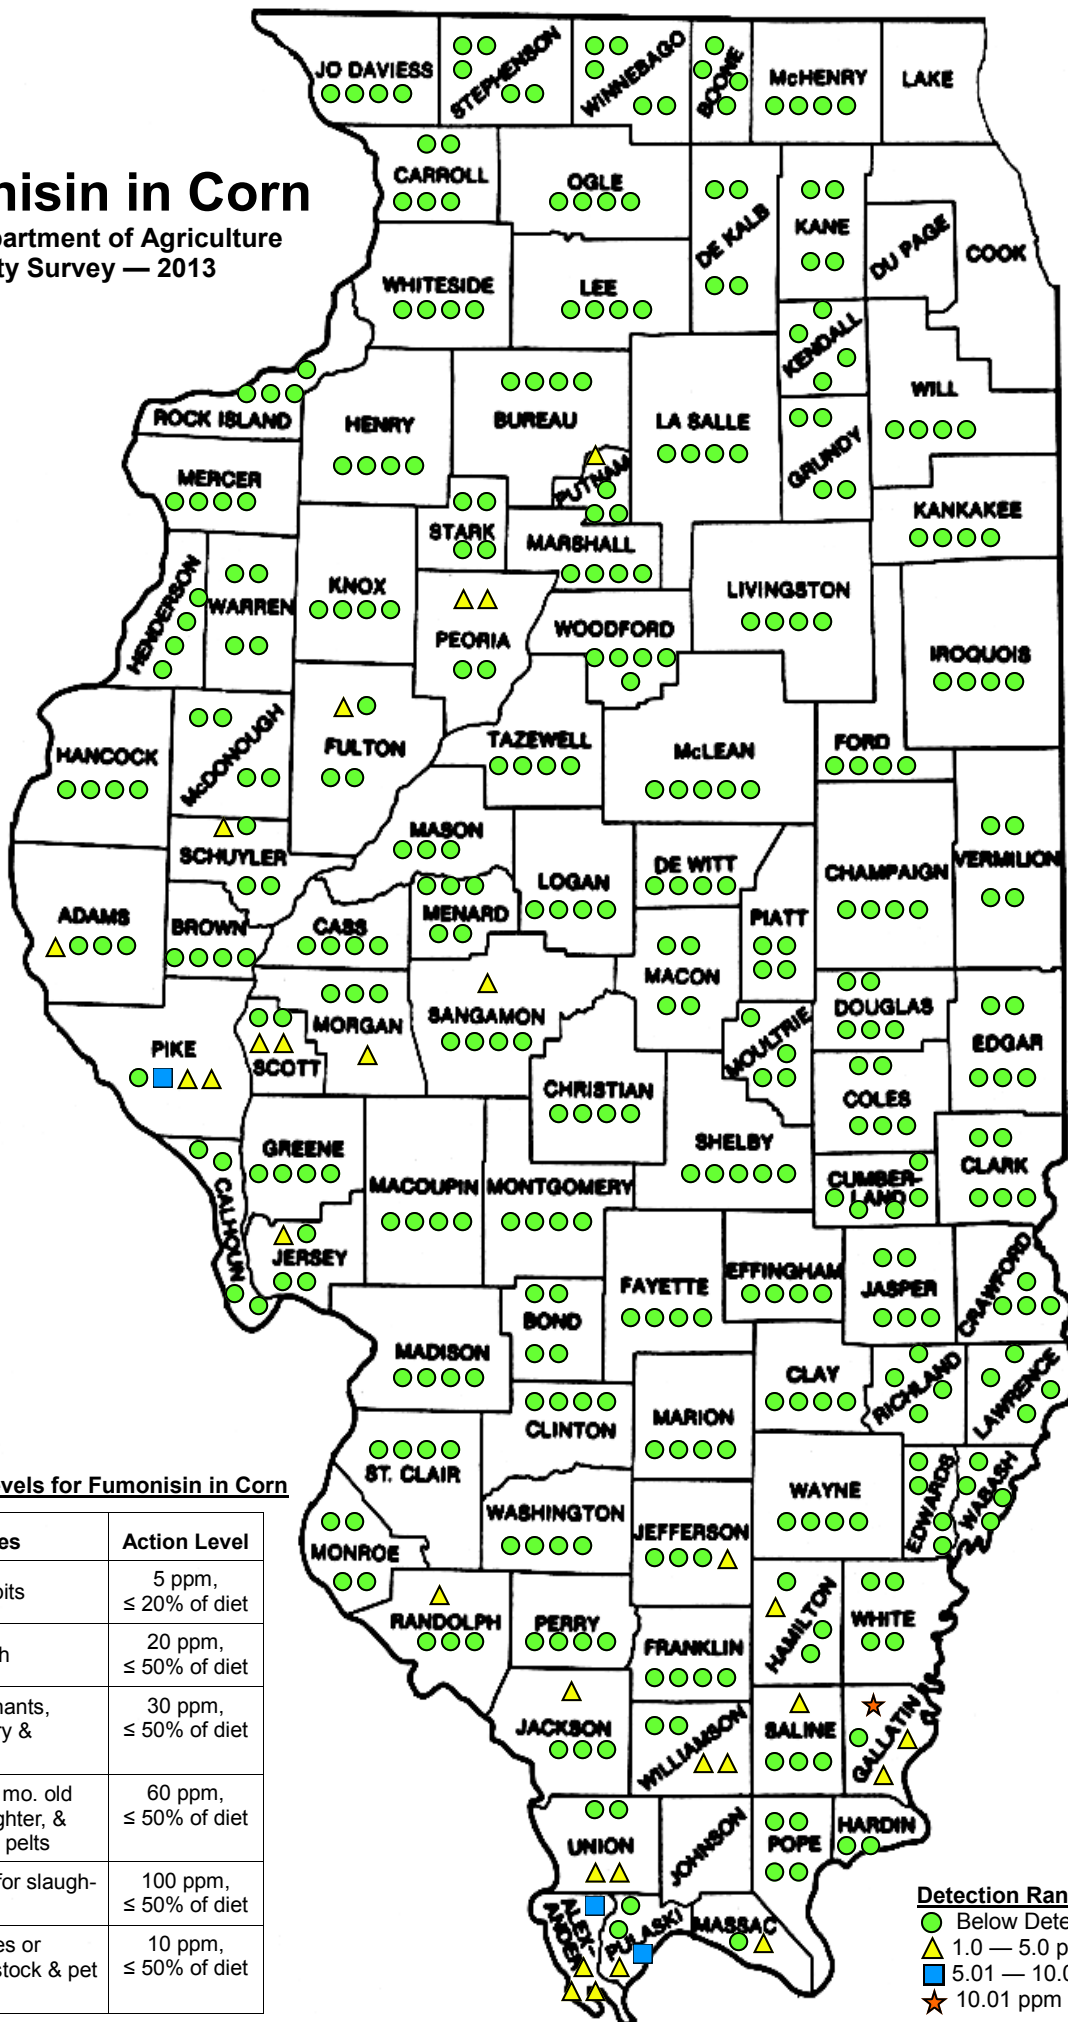 nisin in Corn
partment of Agriculture
ty Survey — 2013
JO DAVIESS
STEPHENSON
WINNEBAGO
BOONE
McHENRY
LAKE
CARROLL
OGLE
DE KALB
KANE
DU PAGE
COOK
WHITESIDE
LEE
KENDALL
ROCK ISLAND
HENRY
BUREAU
LA SALLE
WILL
GRUNDY
MERCER
PUTNAM
STARK
MARSHALL
KANKAKEE
HENDERSON
WARREN
KNOX
PEORIA
WOODFORD
LIVINGSTON
IROQUOIS
HANCOCK
McDONOUGH
FULTON
TAZEWELL
McLEAN
FORD
SCHUYLER
MASON
LOGAN
DE WITT
CHAMPAIGN
VERMILION
ADAMS
BROWN
CASS
MENARD
PIATT
MACON
PIKE
SCOTT
MORGAN
SANGAMON
MOULTRIE
DOUGLAS
EDGAR
CHRISTIAN
COLES
SHELBY
CALHOUN
GREENE
MACOUPIN
MONTGOMERY
CUMBER-
LAND
CLARK
JERSEY
FAYETTE
EFFINGHAM
JASPER
CRAWFORD
BOND
MADISON
CLAY
RICHLAND
LAWRENCE
CLINTON
MARION
ST. CLAIR
WAYNE
EDWARDS
WABASH
WASHINGTON
JEFFERSON
MONROE
RANDOLPH
PERRY
HAMILTON
WHITE
FRANKLIN
JACKSON
WILLIAMSON
SALINE
GALLATIN
UNION
JOHNSON
POPE
HARDIN
ALEX-
ANDER
PULASKI
MASSAC
vels for Fumonisin in Corn
es
Action Level
bits
5 ppm,
≤ 20% of diet
h
20 ppm,
≤ 50% of diet
nants,
ry &
30 ppm,
≤ 50% of diet
mo. old
ghter, &
pelts
60 ppm,
≤ 50% of diet
for slaugh-
100 ppm,
≤ 50% of diet
es or
stock & pet
10 ppm,
≤ 50% of diet
Detection Ran
Below Dete
1.0 — 5.0 p
5.01 — 10.0
10.01 ppm